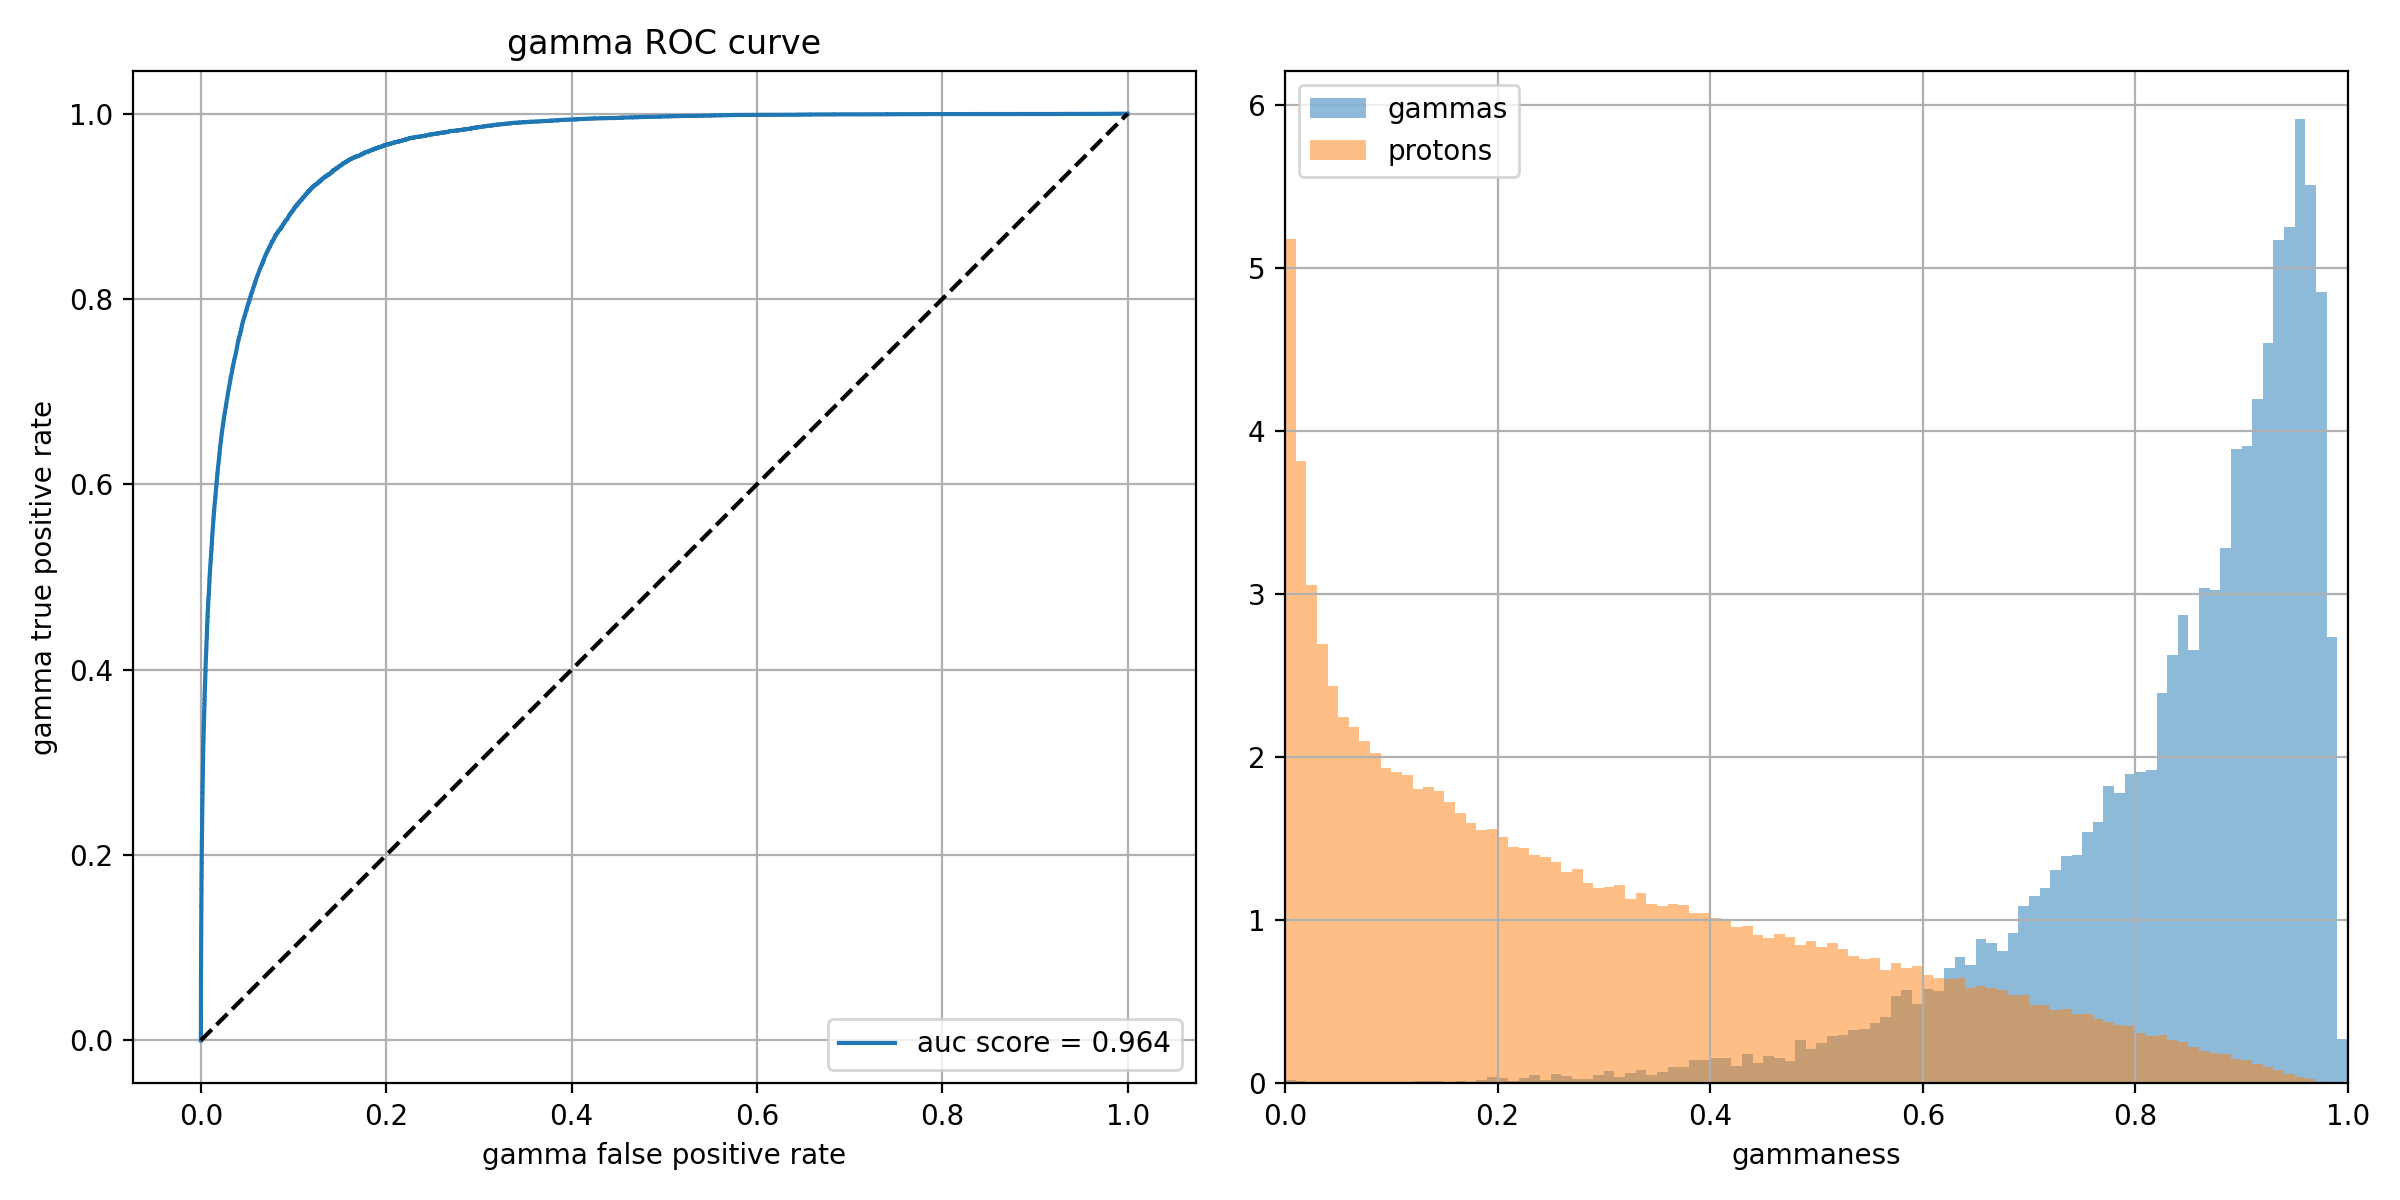 gamma ROC curve
1.0
0.8
0.6
0.4
0.2
0.0
gamma true positive rate
auc score = 0.964
0.0 0.2 0.4 0.6 0.8 1.0
gamma false positive rate
gammas
protons
6
5
4
3
2
1
0
0.0 0.2 0.4 0.6 0.8 1.0
gammaness